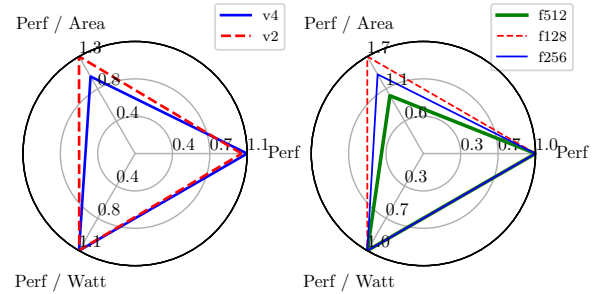 Perf / Area
v4
v2
1.3
0.8
0.4
0.4 0.7 1.1
Perf
0.4
0.8
1.1
Perf / Watt
Perf / Area
f512
f128
f256
1.7
1.1
0.6
0.3 0.7 1.0
Perf
0.3
0.7
1.0
Perf / Watt